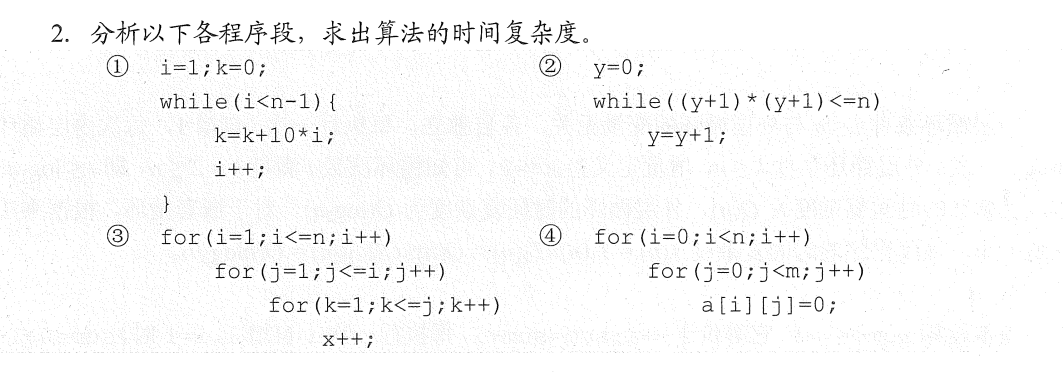 2. 分析以下各程序段，求出算法的时间复杂度。
① i=1;k=0;
while(i<n-1){
k=k+10*i;
i++;
}
② y=0;
while((y+1)*(y+1)<=n)
y=y+1;
③ for(i=1;i<=n;i++)
for(j=1;j<=i;j++)
for(k=1;k<=j;k++)
x++;
④ for(i=0;i<n;i++)
for(j=0;j<m;j++)
a[i][j]=0;